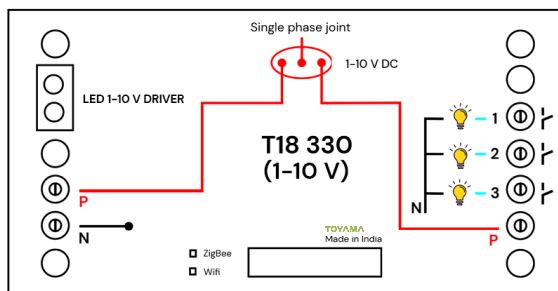 Single phase joint
1-10 V DC
LED 1-10 V DRIVER
T18 330
(1-10 V)
1
2
3
N
P
N
P
TOYAMA
Made in India
ZigBee
Wifi